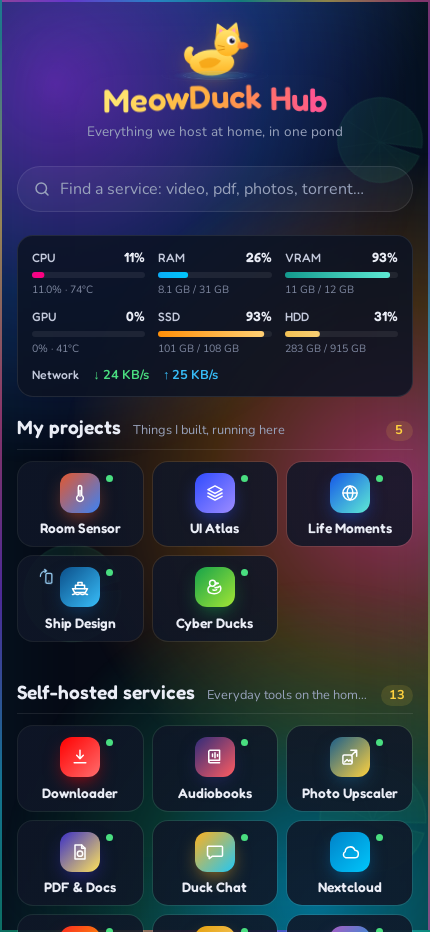 MeowDuck Hub
Everything we host at home, in one pond
Find a service: video, pdf, photos, torrent...
CPU 11% RAM 26% VRAM 93%
11.0% · 74°C 8.1 GB / 31 GB 11 GB / 12 GB
GPU 0% SSD 93% HDD 31%
0% · 41°C 101 GB / 108 GB 283 GB / 915 GB
Network ↓ 24 KB/s ↑ 25 KB/s
My projects Things I built, running here 5
Room Sensor UI Atlas Life Moments
Ship Design Cyber Ducks
Self-hosted services Everyday tools on the hom... 13
Downloader Audiobooks Photo Upscaler
PDF & Docs Duck Chat Nextcloud